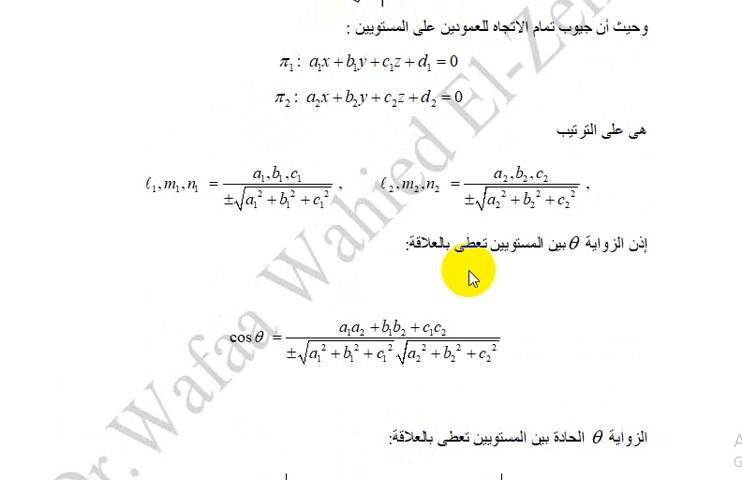 وحيث أن جيوب تمام الاتجاه للعمودين على المستويين :
π₁: a₁x + b₁y + c₁z + d₁ = 0
π₂: a₂x + b₂y + c₂z + d₂ = 0
هى على الترتيب
ℓ₁, m₁, n₁ = a₁, b₁, c₁ / ±√(a₁² + b₁² + c₁²) , ℓ₂, m₂, n₂ = a₂, b₂, c₂ / ±√(a₂² + b₂² + c₂²) ,
إذن الزواية θ بين المستويين تعطى بالعلاقة:
cos θ = a₁a₂ + b₁b₂ + c₁c₂ / ±√(a₁² + b₁² + c₁²) √(a₂² + b₂² + c₂²)
الزواية θ الحادة بين المستويين تعطى بالعلاقة:
Dr. Wafaa Wahied El-Ze